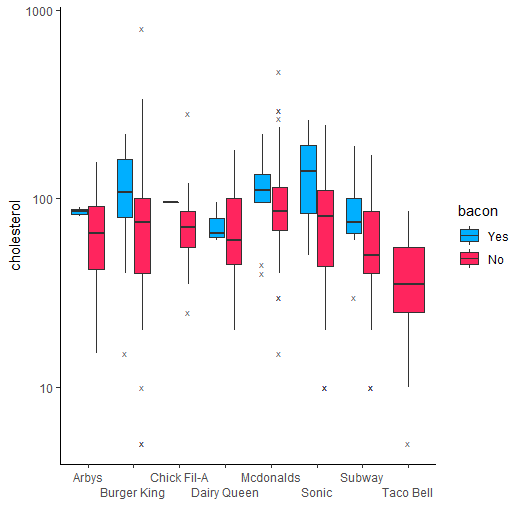 1000
100
10
cholesterol
bacon
Yes
No
Arbys
Burger King
Chick Fil-A
Dairy Queen
Mcdonalds
Sonic
Subway
Taco Bell